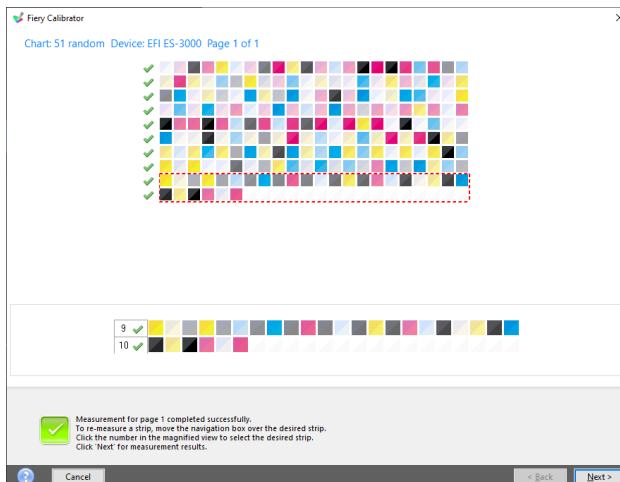 Fiery Calibrator
Chart: 51 random Device: EFI ES-3000 Page 1 of 1
9
10
Measurement for page 1 completed successfully.
To re-measure a strip, move the navigation box over the desired strip.
Click the number in the magnified view to select the desired strip.
Click 'Next' for measurement results.
? Cancel < Back Next >